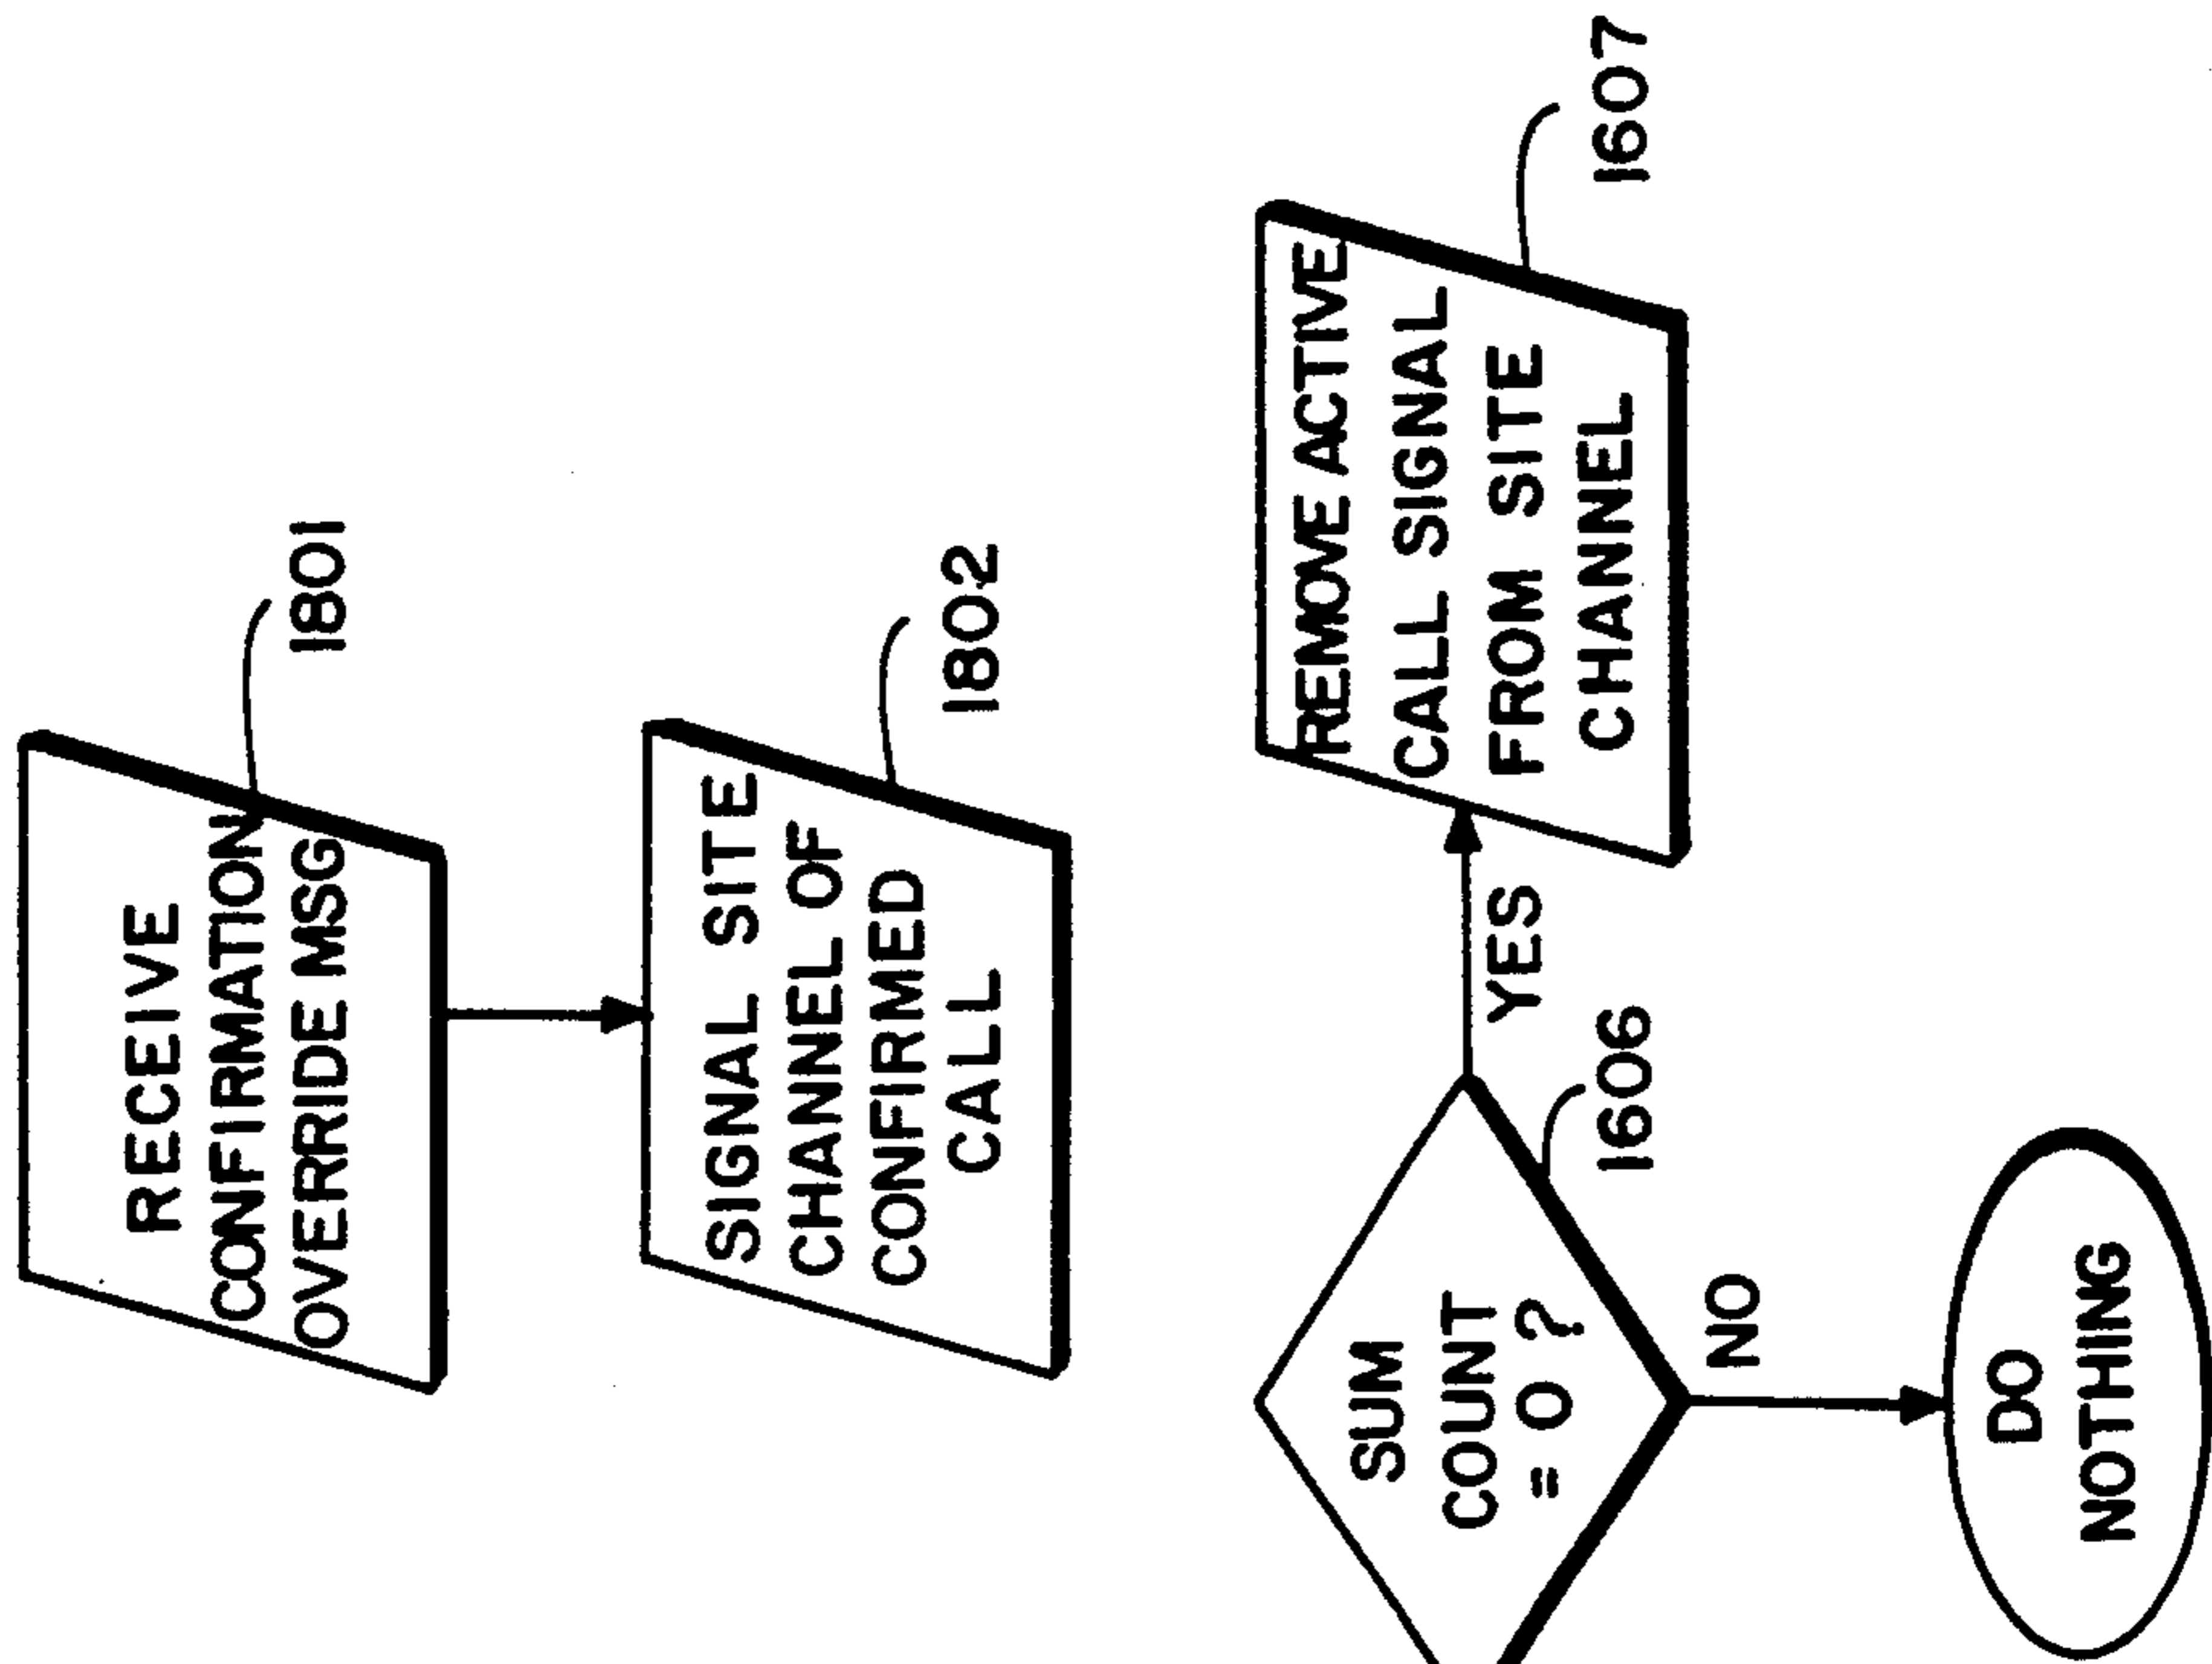 RECEIVE
CONFIRMATION
OVERRIDE MSG
1801
SIGNAL SITE
CHANNEL OF
CONFIRMED
CALL
1802
SUM
COUNT
= 0 ?
1606
YES
NO
REMOVE ACTIVE
CALL SIGNAL
FROM SITE
CHANNEL
1607
DO
NOTHING